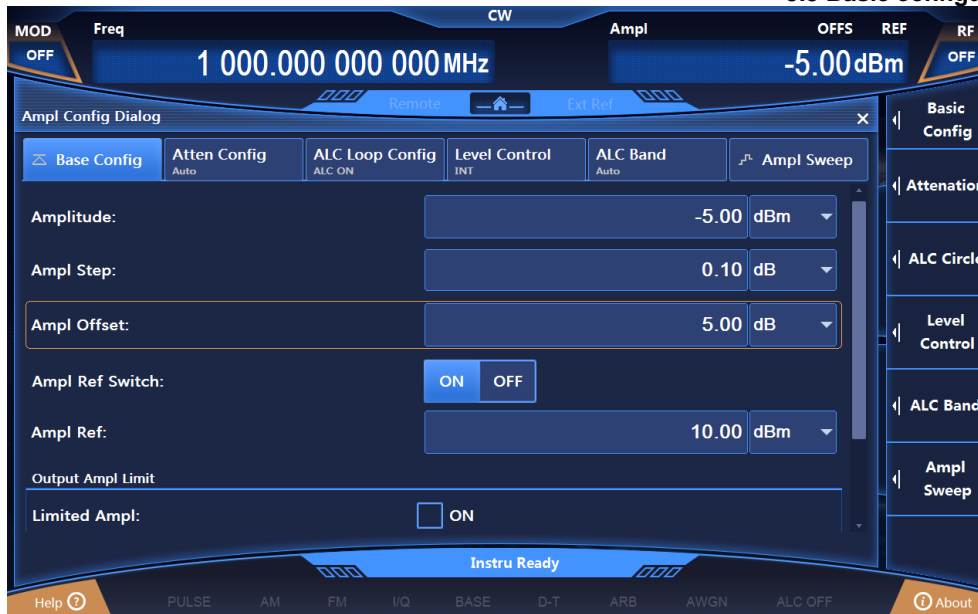 CW
MOD
Freq
Ampl
OFFS
REF
RF
OFF
1 000.000 000 000 MHz
-5.00 dBm
OFF
Remote
Ext Ref
Ampl Config Dialog
Basic
Config
Base Config
Atten Config
Auto
ALC Loop Config
ALC ON
Level Control
INT
ALC Band
Auto
Ampl Sweep
Amplitude:
-5.00 dBm
Ampl Step:
0.10 dB
Ampl Offset:
5.00 dB
Ampl Ref Switch:
ON OFF
Ampl Ref:
10.00 dBm
Output Ampl Limit
Limited Ampl:
ON
Attenation
ALC Circle
Level
Control
ALC Band
Ampl
Sweep
Instru Ready
Help
PULSE AM FM I/Q BASE D-T ARB AWGN ALC OFF
About